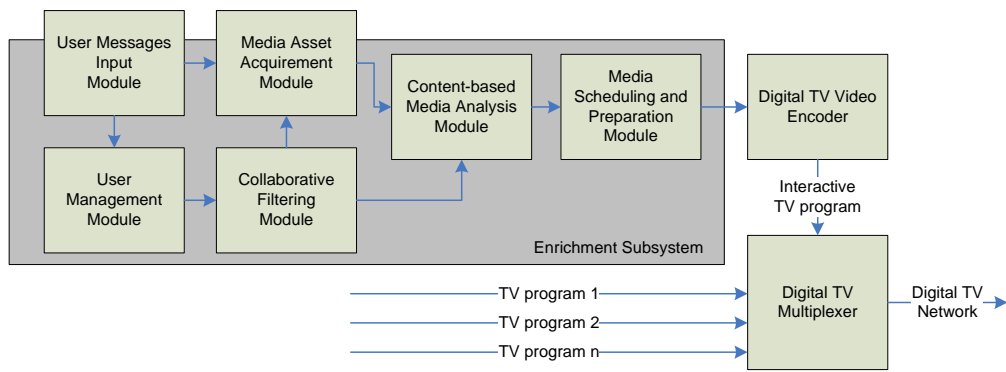 User Messages
Input
Module
Media Asset
Acquirement
Module
Content-based
Media Analysis
Module
Media
Scheduling and
Preparation
Module
Digital TV Video
Encoder
User
Management
Module
Collaborative
Filtering
Module
Interactive
TV program
Enrichment Subsystem
TV program 1
TV program 2
TV program n
Digital TV
Multiplexer
Digital TV
Network